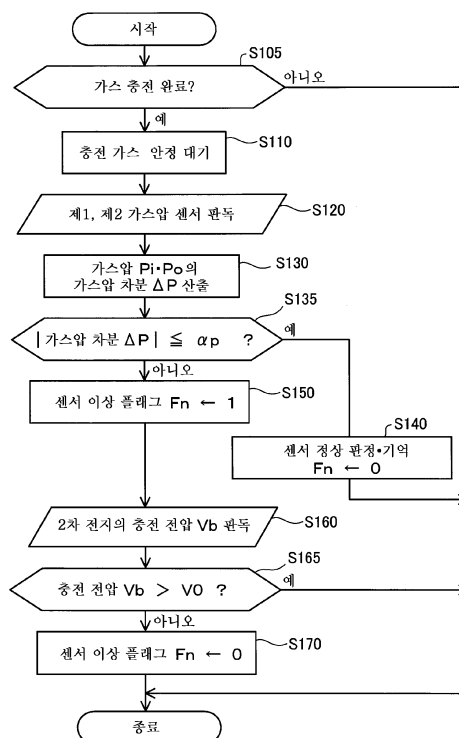 시작
S105
가스 충전 완료?
아니오
예
S110
충전 가스 안정 대기
제1, 제2 가스압 센서 판독
S120
S130
가스압 Pi·Po의
가스압 차분 ΔP 산출
S135
|가스압 차분 ΔP| ≦ αp ?
예
아니오
S150
센서 이상 플래그 Fn ← 1
S140
센서 정상 판정·기억
Fn ← 0
2차 전지의 충전 전압 Vb 판독
S160
S165
충전 전압 Vb > V0 ?
예
아니오
S170
센서 이상 플래그 Fn ← 0
종료